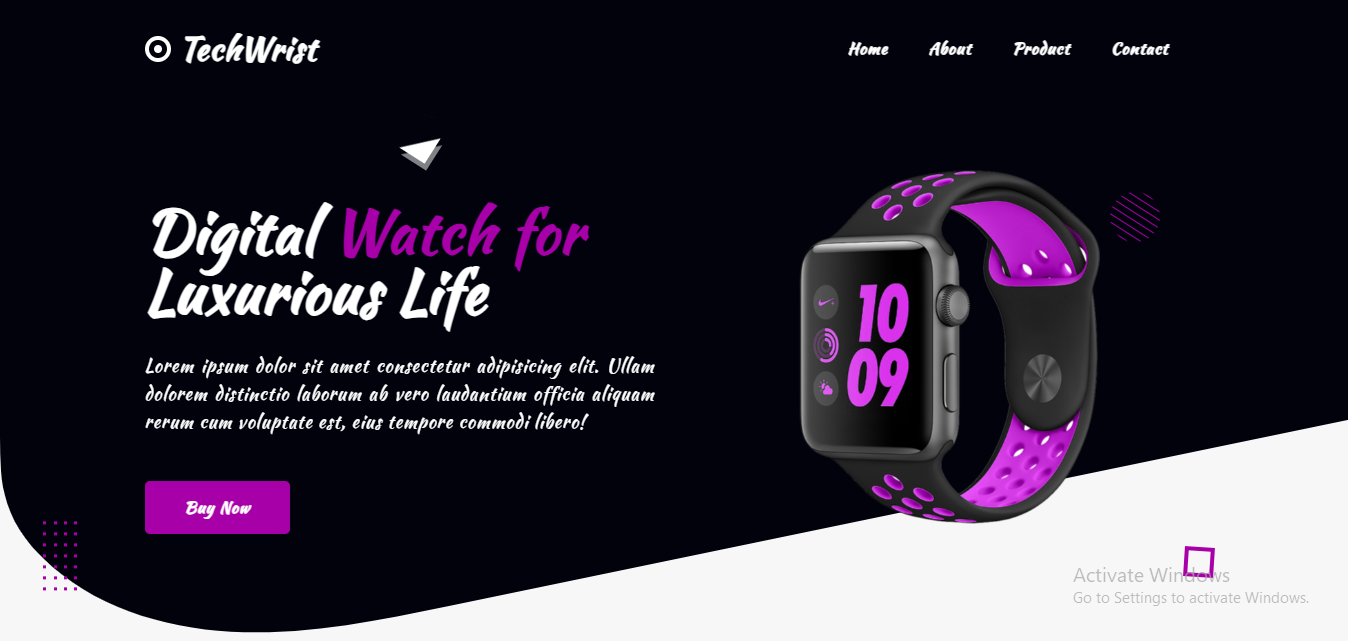 TechWrist
Home
About
Product
Contact
Digital Watch for
Luxurious Life
Lorem ipsum dolor sit amet consectetur adipisicing elit. Ullam
dolorem distinctio laborum ab vero laudantium officia aliquam
rerum cum voluptate est, eius tempore commodi libero!
Buy Now
10
09
Activate Windows
Go to Settings to activate Windows.